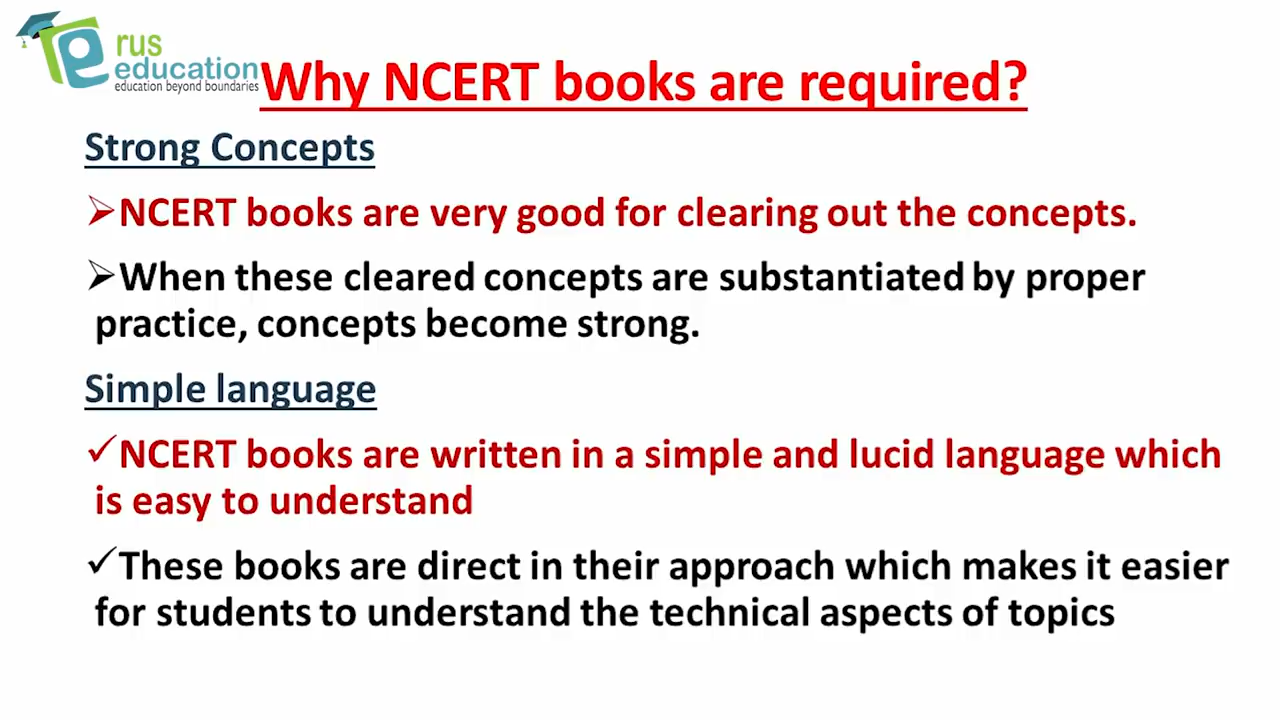 rus
education
education beyond boundaries
Why NCERT books are required?
Strong Concepts
NCERT books are very good for clearing out the concepts.
When these cleared concepts are substantiated by proper
practice, concepts become strong.
Simple language
NCERT books are written in a simple and lucid language which
is easy to understand
These books are direct in their approach which makes it easier
for students to understand the technical aspects of topics